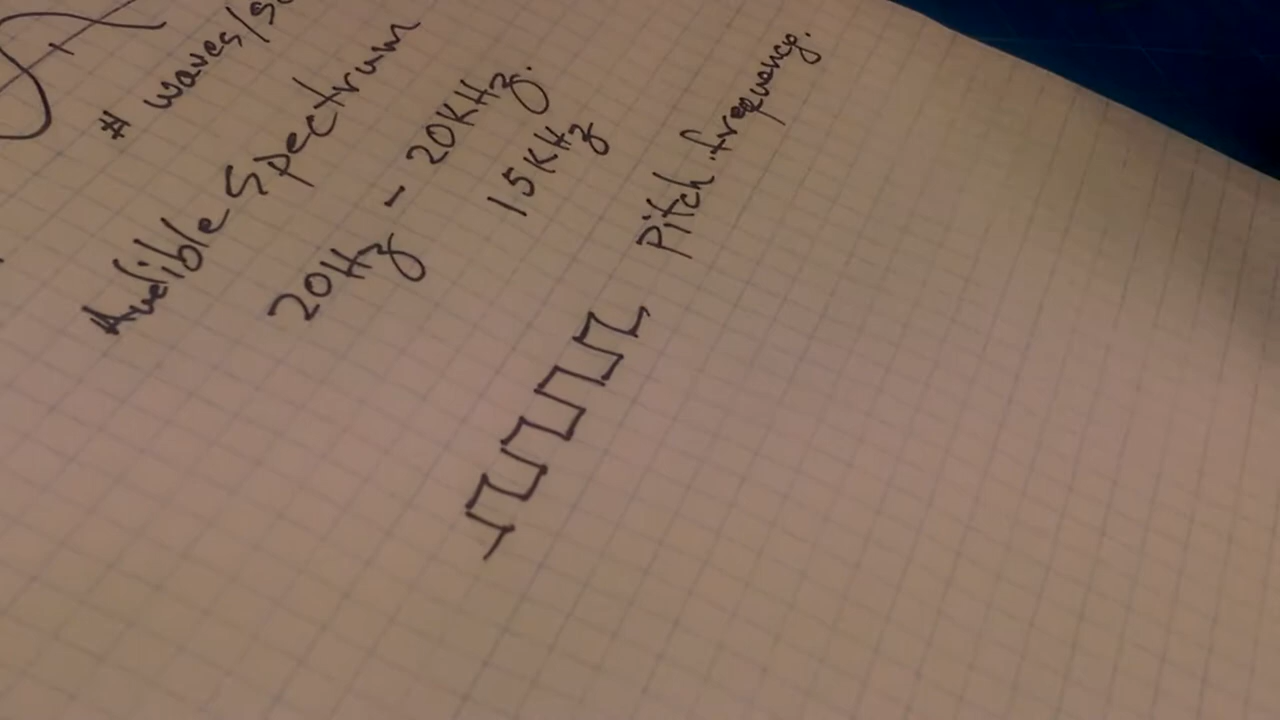 # waves/s
Audible Spectrum
20Hz - 20KHz.
15KHz
Pitch. frequency.